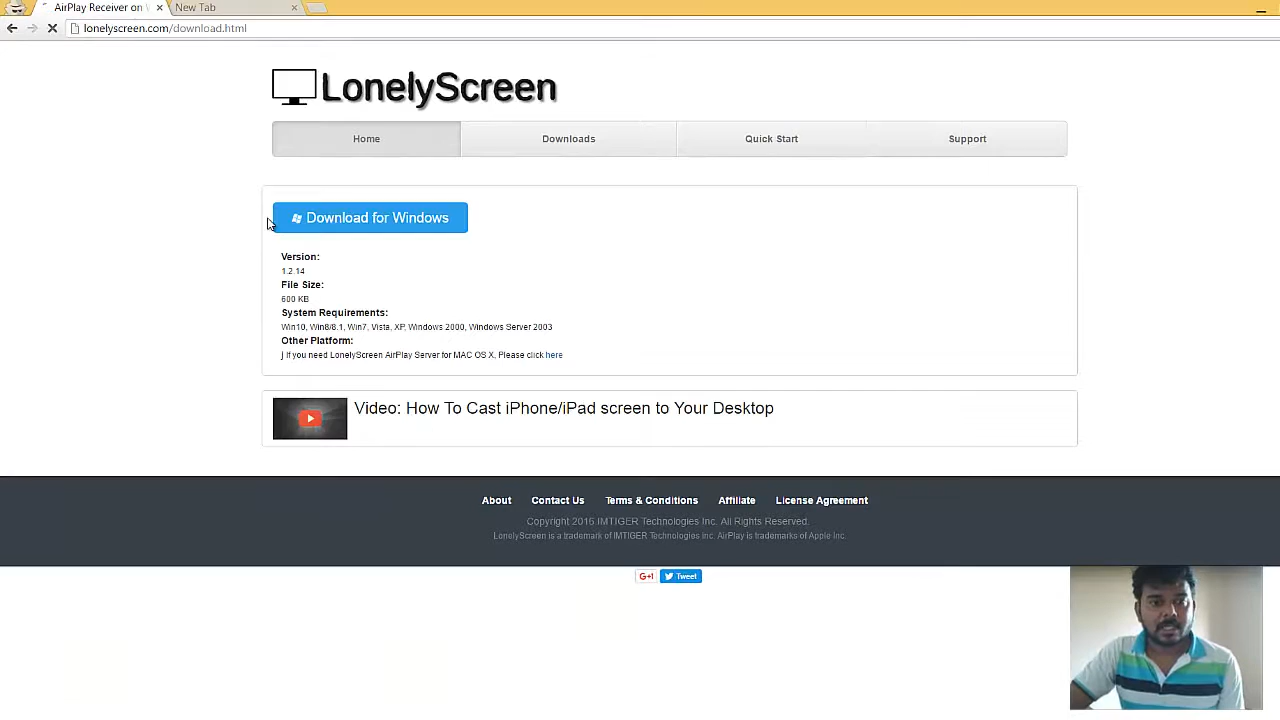 AirPlay Receiver on
New Tab
lonelyscreen.com/download.html
LonelyScreen
Home
Downloads
Quick Start
Support
Download for Windows
Version:
1.2.14
File Size:
600 KB
System Requirements:
Win10, Win8/8.1, Win7, Vista, XP, Windows 2000, Windows Server 2003
Other Platform:
] If you need LonelyScreen AirPlay Server for MAC OS X, Please click here
Video: How To Cast iPhone/iPad screen to Your Desktop
About
Contact Us
Terms & Conditions
Affiliate
License Agreement
Copyright 2016 IMTIGER Technologies Inc. All Rights Reserved.
LonelyScreen is a trademark of IMTIGER Technologies Inc. AirPlay is trademarks of Apple Inc.
G+1
Tweet